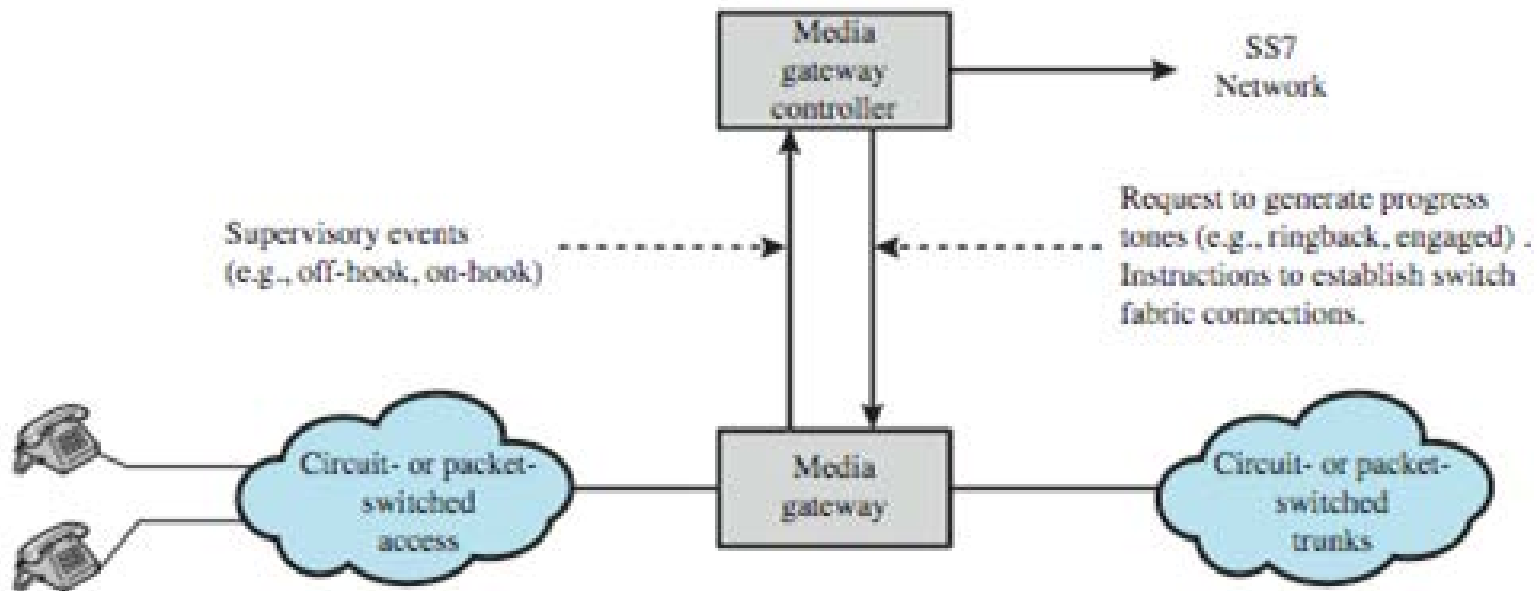 Media
gateway
controller
SS7
Network
Supervisory events
(e.g., off-hook, on-hook)
Request to generate progress
tones (e.g., ringback, engaged) .
Instructions to establish switch
fabric connections.
Circuit- or packet-
switched
access
Media
gateway
Circuit- or packet-
switched
trunks